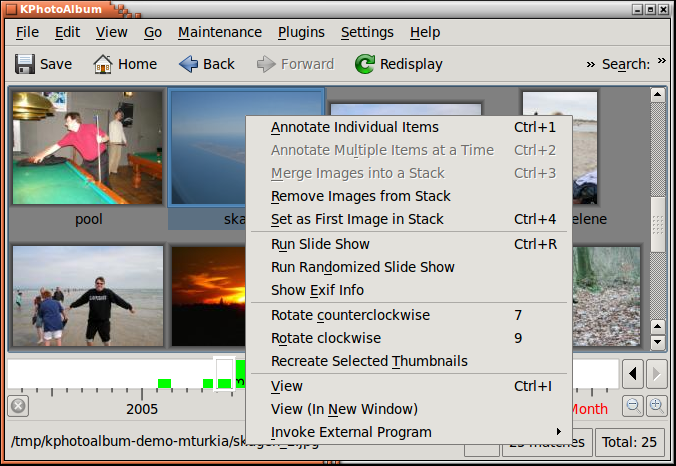 KPhotoAlbum
File Edit View Go Maintenance Plugins Settings Help
Save Home Back Forward Redisplay » Search: »
Annotate Individual Items Ctrl+1
Annotate Multiple Items at a Time Ctrl+2
Merge Images into a Stack Ctrl+3
Remove Images from Stack
pool ska elene
Set as First Image in Stack Ctrl+4
Run Slide Show Ctrl+R
Run Randomized Slide Show
Show Exif Info
Rotate counterclockwise 7
Rotate clockwise 9
Recreate Selected Thumbnails
View Ctrl+I
2005 Month
View (In New Window)
Invoke External Program
/tmp/kphotoalbum-demo-mturkia/skagen_2.jpg 25 matches Total: 25